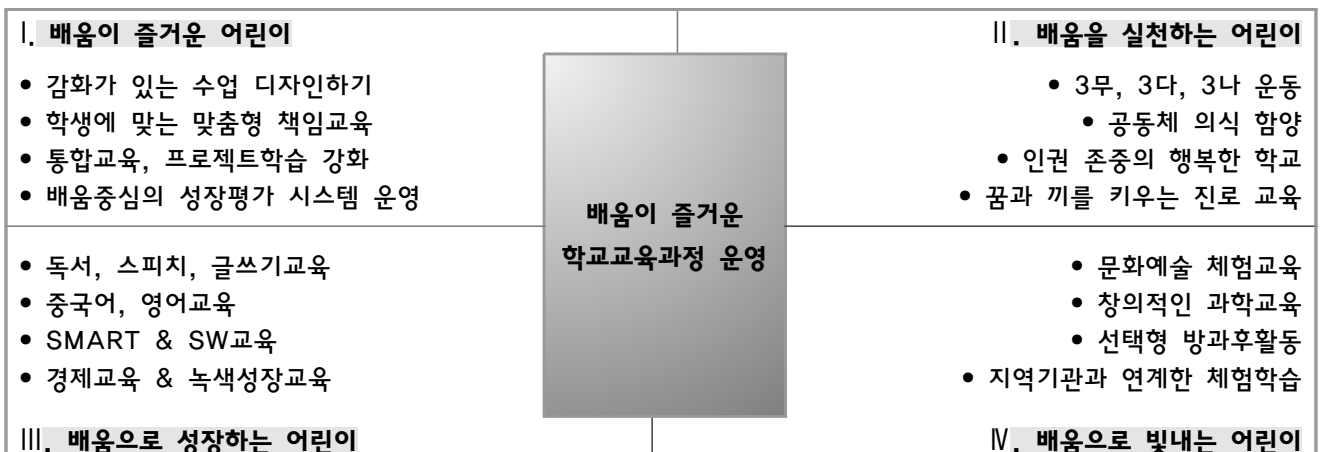 Ⅰ. 배움이 즐거운 어린이
• 감화가 있는 수업 디자인하기
• 학생에 맞는 맞춤형 책임교육
• 통합교육, 프로젝트학습 강화
• 배움중심의 성장평가 시스템 운영
Ⅱ. 배움을 실천하는 어린이
• 3무, 3다, 3나 운동
• 공동체 의식 함양
• 인권 존중의 행복한 학교
• 꿈과 끼를 키우는 진로 교육
배움이 즐거운
학교교육과정 운영
• 독서, 스피치, 글쓰기교육
• 중국어, 영어교육
• SMART & SW교육
• 경제교육 & 녹색성장교육
Ⅲ. 배움으로 성장하는 어린이
• 문화예술 체험교육
• 창의적인 과학교육
• 선택형 방과후활동
• 지역기관과 연계한 체험학습
Ⅳ. 배움으로 빛내는 어린이